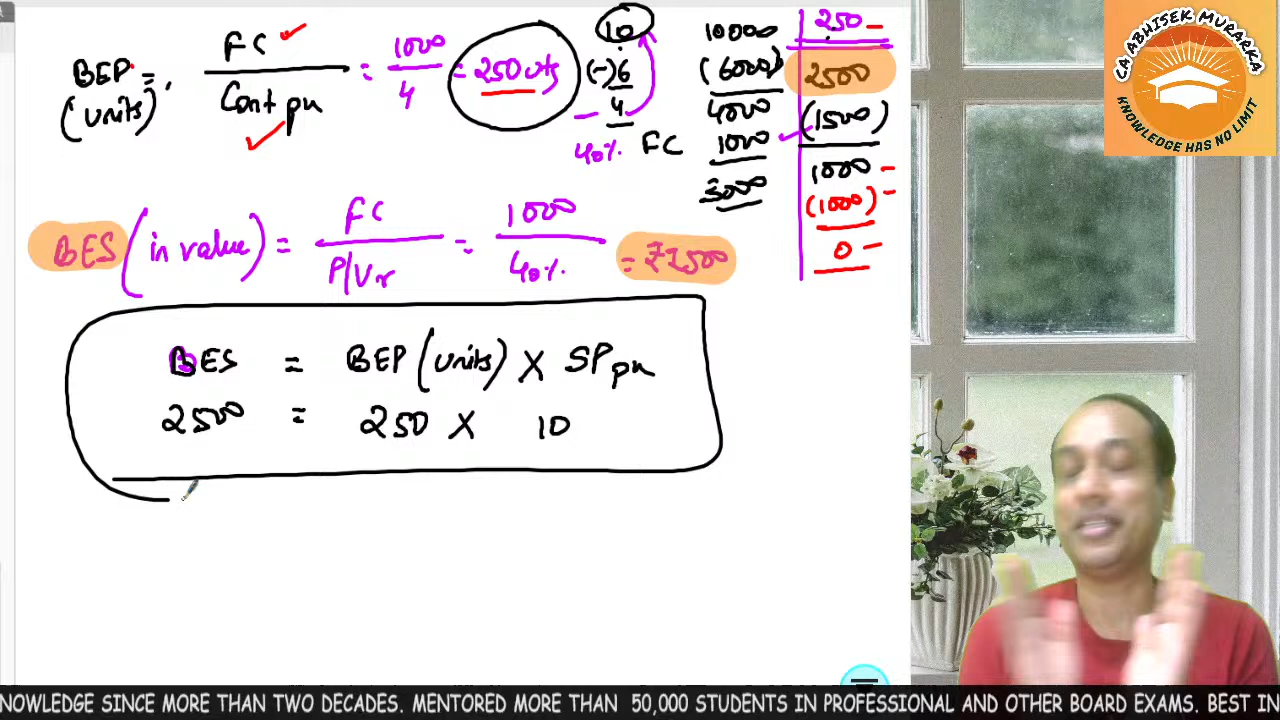 BEP (units) = FC / Cont pu = 1000 / 4 = 250 uts
10
(-) 6
4
40%
10000
(6000)
4000
FC 1000
3000
250
2500
(1500)
1000
(1000)
0
BES (in value) = FC / P/Vr = 1000 / 40% = ₹2500
BES = BEP (units) X SP pu
2500 = 250 X 10
CA ABHISEK MURARKA
KNOWLEDGE HAS NO LIMIT
NOWLEDGE SINCE MORE THAN TWO DECADES. MENTORED MORE THAN 50,000 STUDENTS IN PROFESSIONAL AND OTHER BOARD EXAMS. BEST IN